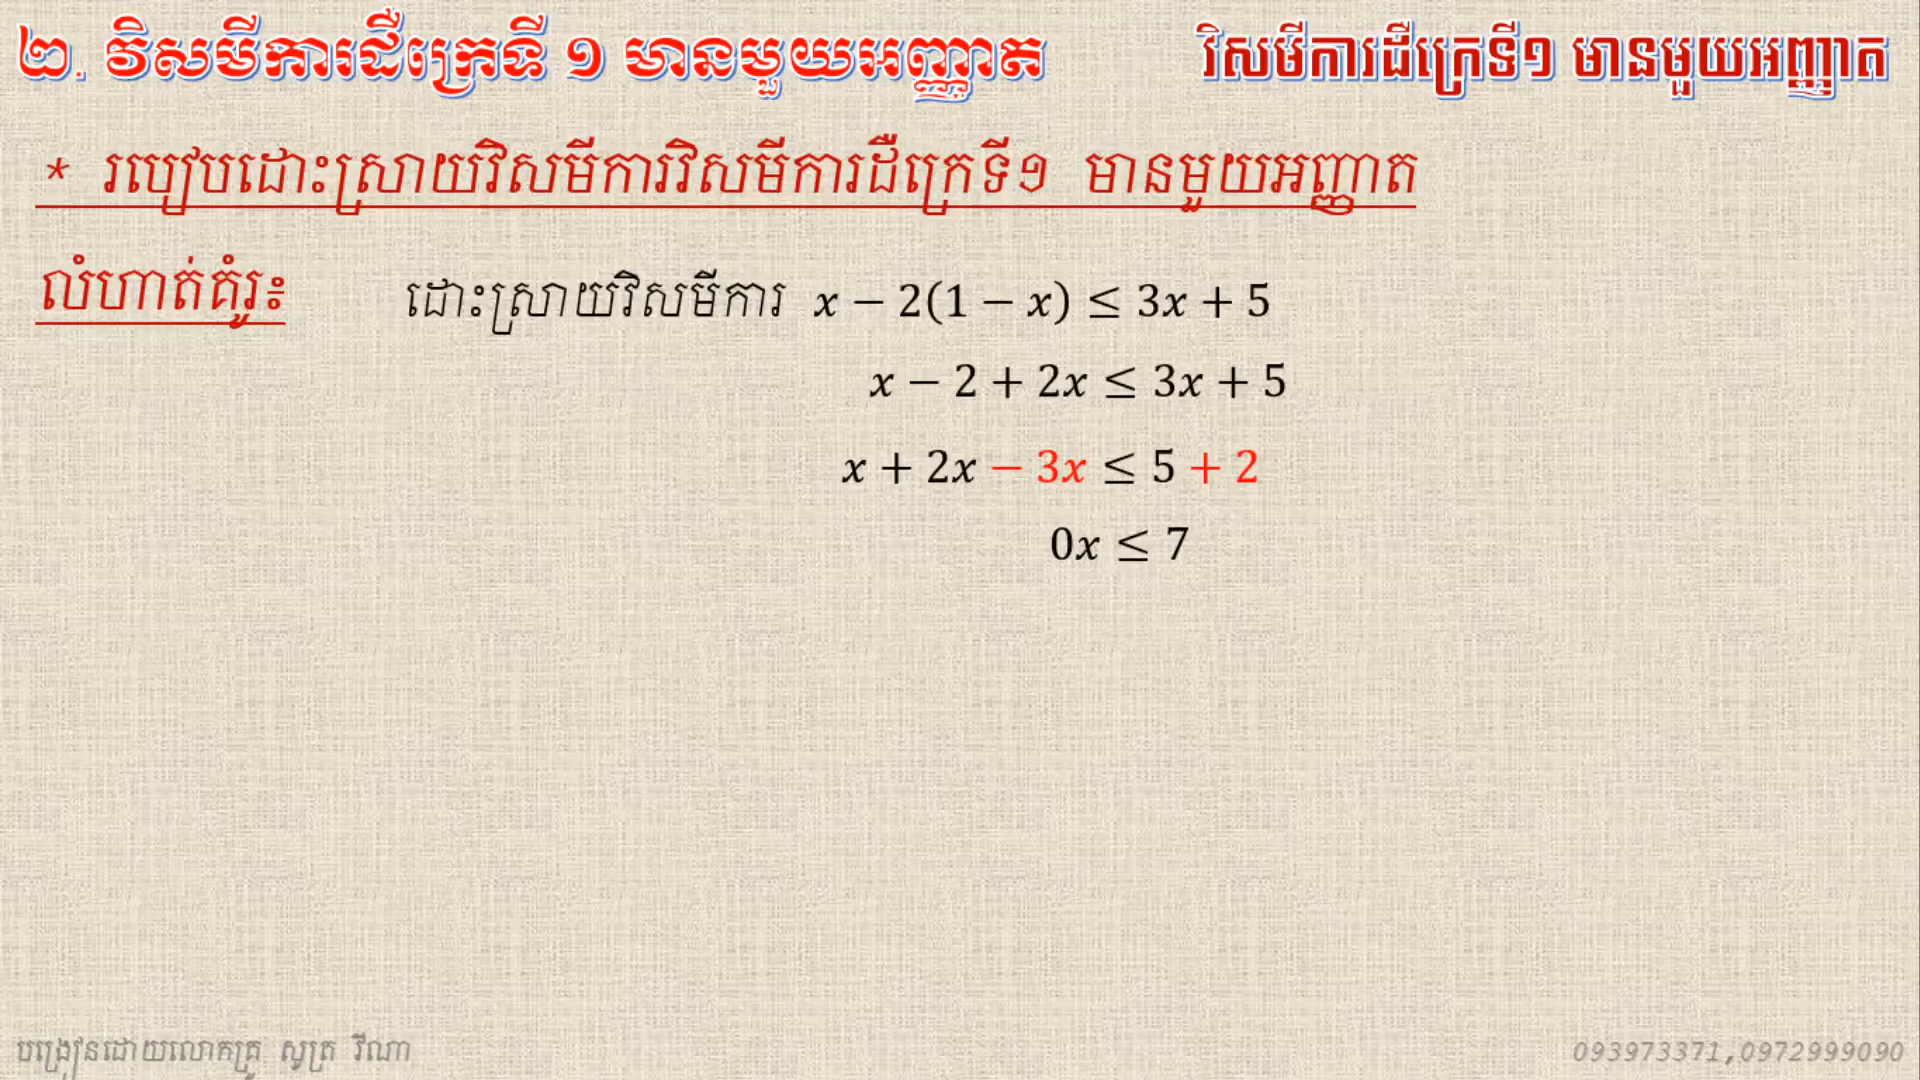 ២. វិសមីការដឺក្រេទី ១ មានមួយអញ្ញាត
វិសមីការដឺក្រេទី១ មានមួយអញ្ញាត
* របៀបដោះស្រាយវិសមីការវិសមីការដឺក្រេទី១ មានមួយអញ្ញាត
លំហាត់គំរូ៖ ដោះស្រាយវិសមីការ x − 2(1 − x) ≤ 3x + 5
x − 2 + 2x ≤ 3x + 5
x + 2x − 3x ≤ 5 + 2
0x ≤ 7
បង្រៀនដោយលោកគ្រូ សូត្រ វីណា
093973371,0972999090